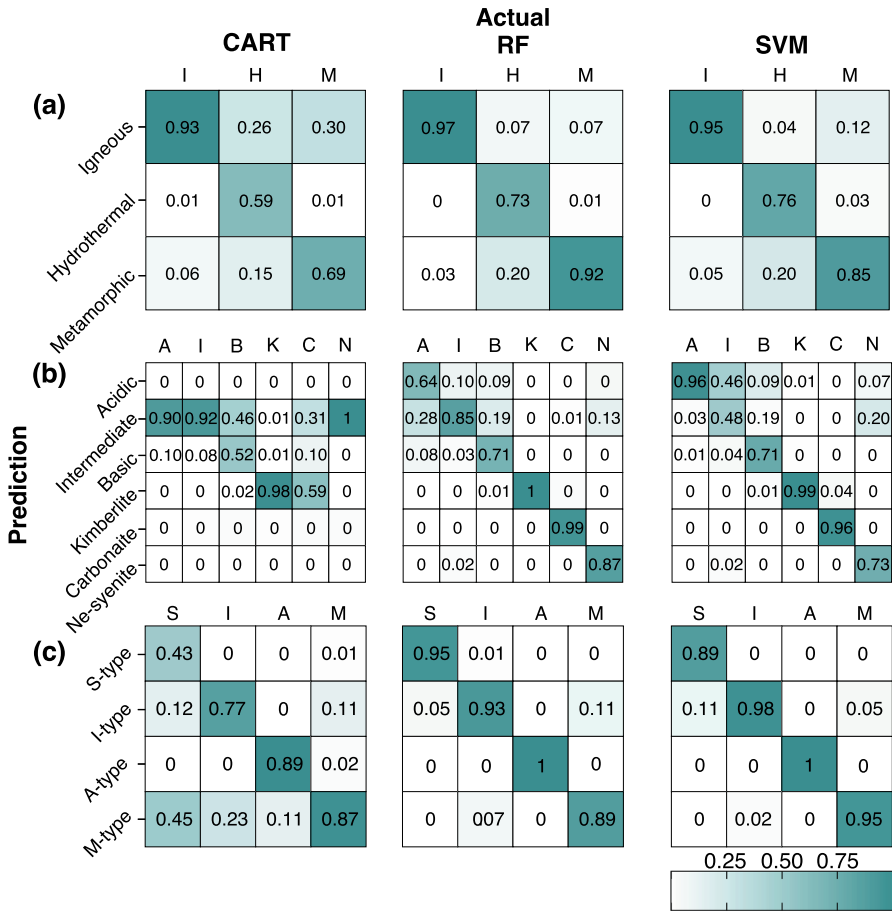 Actual
CART RF SVM
I H M I H M I H M
(a)
Igneous 0.93 0.26 0.30 0.97 0.07 0.07 0.95 0.04 0.12
Hydrothermal 0.01 0.59 0.01 0 0.73 0.01 0 0.76 0.03
Metamorphic 0.06 0.15 0.69 0.03 0.20 0.92 0.05 0.20 0.85
A I B K C N A I B K C N A I B K C N
(b)
Acidic 0 0 0 0 0 0 0.64 0.10 0.09 0 0 0 0.96 0.46 0.09 0.01 0 0.07
Intermediate 0.90 0.92 0.46 0.01 0.31 1 0.28 0.85 0.19 0 0.01 0.13 0.03 0.48 0.19 0 0 0.20
Basic 0.10 0.08 0.52 0.01 0.10 0 0.08 0.03 0.71 0 0 0 0.01 0.04 0.71 0 0 0
Kimberlite 0 0 0.02 0.98 0.59 0 0 0 0.01 1 0 0 0 0 0.01 0.99 0.04 0
Carbonaite 0 0 0 0 0 0 0 0 0 0 0.99 0 0 0 0 0 0.96 0
Ne-syenite 0 0 0 0 0 0 0 0.02 0 0 0 0.87 0 0.02 0 0 0 0.73
Prediction
S I A M S I A M S I A M
(c)
S-type 0.43 0 0 0.01 0.95 0.01 0 0 0.89 0 0 0
I-type 0.12 0.77 0 0.11 0.05 0.93 0 0.11 0.11 0.98 0 0.05
A-type 0 0 0.89 0.02 0 0 1 0 0 0 1 0
M-type 0.45 0.23 0.11 0.87 0 007 0 0.89 0 0.02 0 0.95
0.25 0.50 0.75